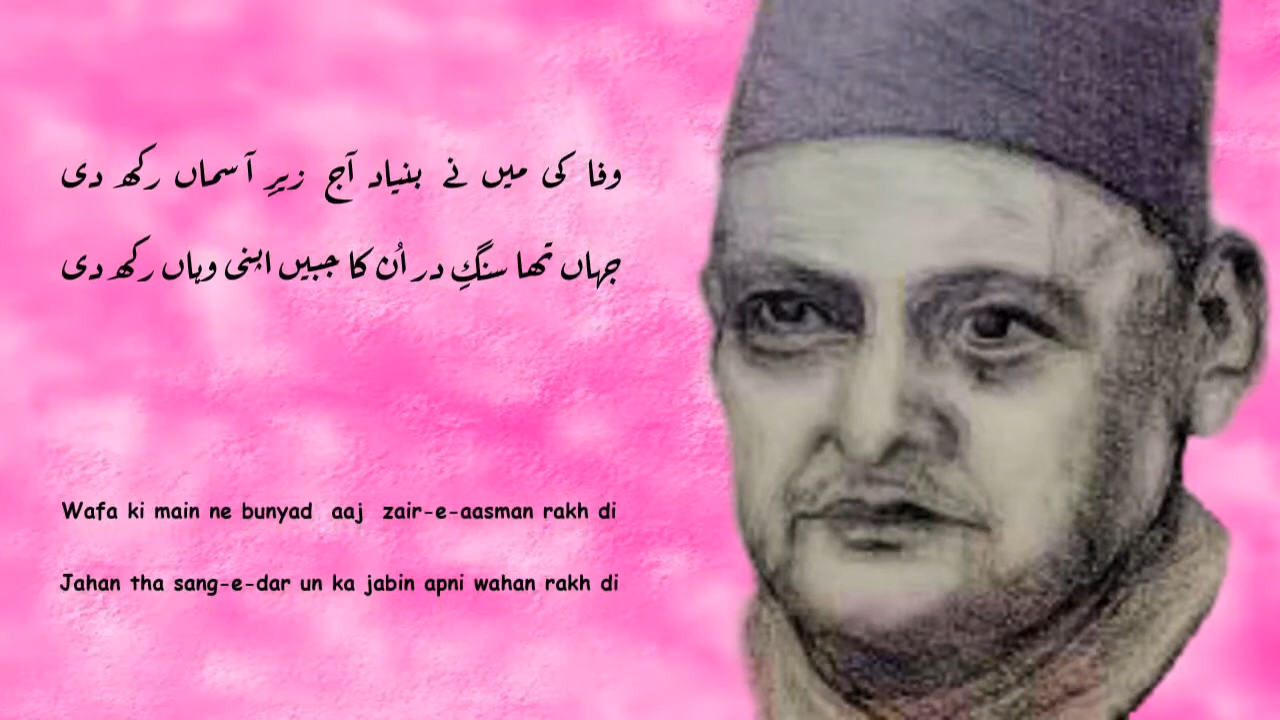 وفا کی میں نے بنیاد آج زیرِ آسماں رکھ دی
جہاں تھا سنگِ در اُن کا جبیں اپنی وہاں رکھ دی
Wafa ki main ne bunyad aaj zair-e-aasman rakh di
Jahan tha sang-e-dar un ka jabin apni wahan rakh di